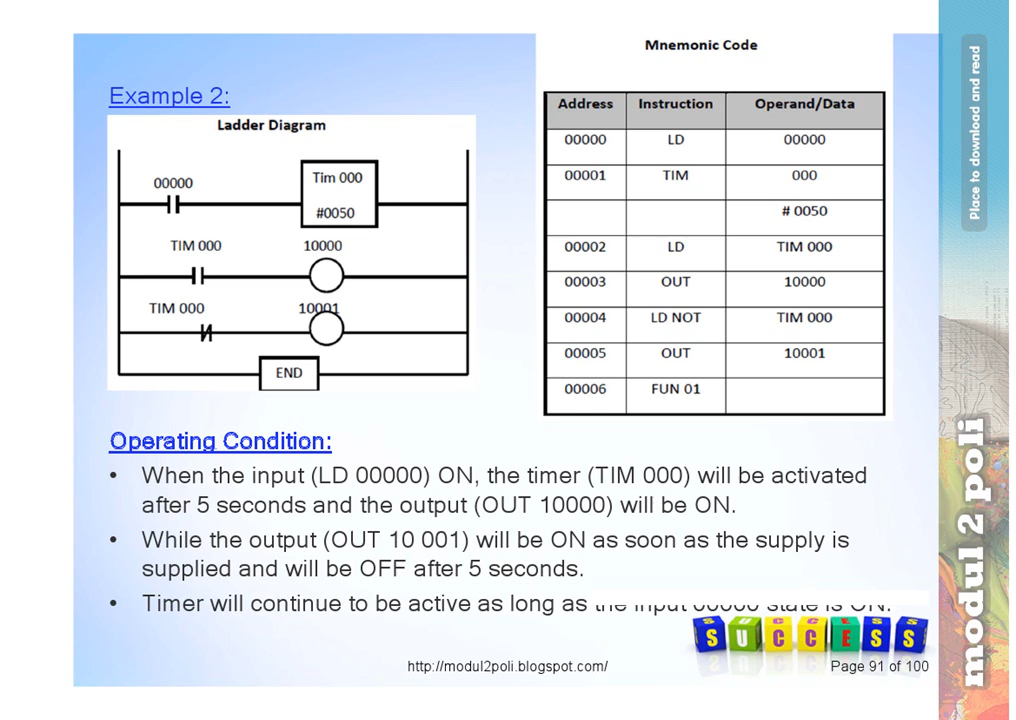 Mnemonic Code
Example 2:
Ladder Diagram
00000
Tim 000
#0050
TIM 000 10000
TIM 000 10001
END
Address Instruction Operand/Data
00000 LD 00000
00001 TIM 000
# 0050
00002 LD TIM 000
00003 OUT 10000
00004 LD NOT TIM 000
00005 OUT 10001
00006 FUN 01
Operating Condition:
• When the input (LD 00000) ON, the timer (TIM 000) will be activated
after 5 seconds and the output (OUT 10000) will be ON.
• While the output (OUT 10 001) will be ON as soon as the supply is
supplied and will be OFF after 5 seconds.
• Timer will continue to be active as long as the input 00000 state is ON.
SUCCESS
http://modul2poli.blogspot.com/
Page 91 of 100
Place to download and read
modul 2 poli